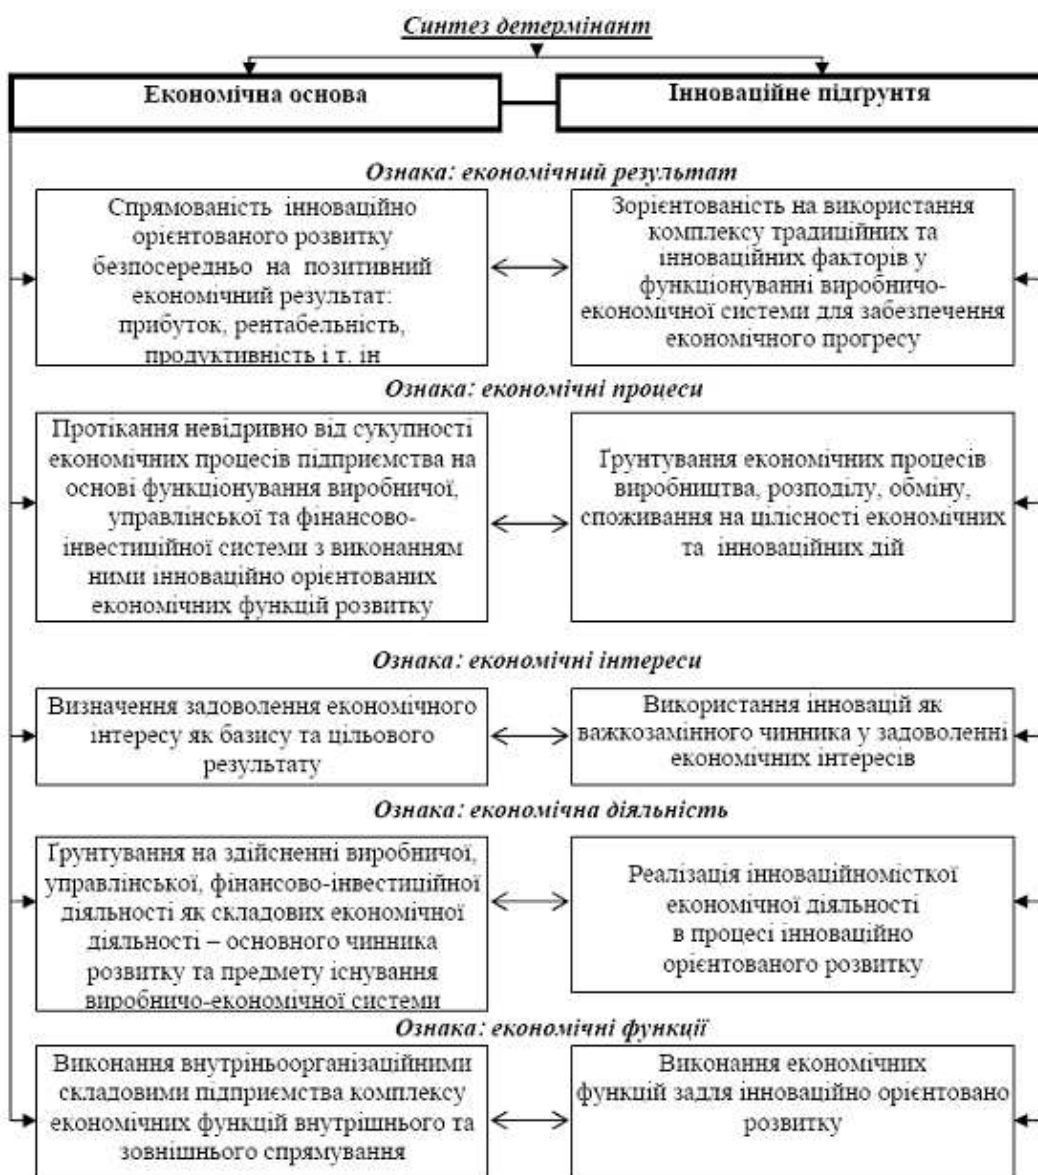 Синтез детермінант
Економічна основа
Інноваційне підґрунтя
Ознака: економічний результат
Спрямованість інноваційно
орієнтованого розвитку
безпосередньо на позитивний
економічний результат:
прибуток, рентабельність,
продуктивність і т. ін
Зорієнтованість на використання
комплексу традиційних та
інноваційних факторів у
функціонуванні виробничо-
економічної системи для забезпечення
економічного прогресу
Ознака: економічні процеси
Протікання невідривно від сукупності
економічних процесів підприємства на
основі функціонування виробничої,
управлінської та фінансово-
інвестиційної системи з виконанням
ними інноваційно орієнтованих
економічних функцій розвитку
Ґрунтування економічних процесів
виробництва, розподілу, обміну,
споживання на цілісності економічних
та інноваційних дій
Ознака: економічні інтереси
Визначення задоволення економічного
інтересу як базису та цільового
результату
Використання інновацій як
важкозамінного чинника у задоволенні
економічних інтересів
Ознака: економічна діяльність
Ґрунтування на здійсненні виробничої,
управлінської, фінансово-інвестиційної
діяльності як складових економічної
діяльності – основного чинника
розвитку та предмету існування
виробничо-економічної системи
Реалізація інноваційномісткої
економічної діяльності
в процесі інноваційно
орієнтованого розвитку
Ознака: економічні функції
Виконання внутріньоорганізаційними
складовими підприємства комплексу
економічних функцій внутрішнього та
зовнішнього спрямування
Виконання економічних
функцій задля інноваційно орієнтовано
розвитку